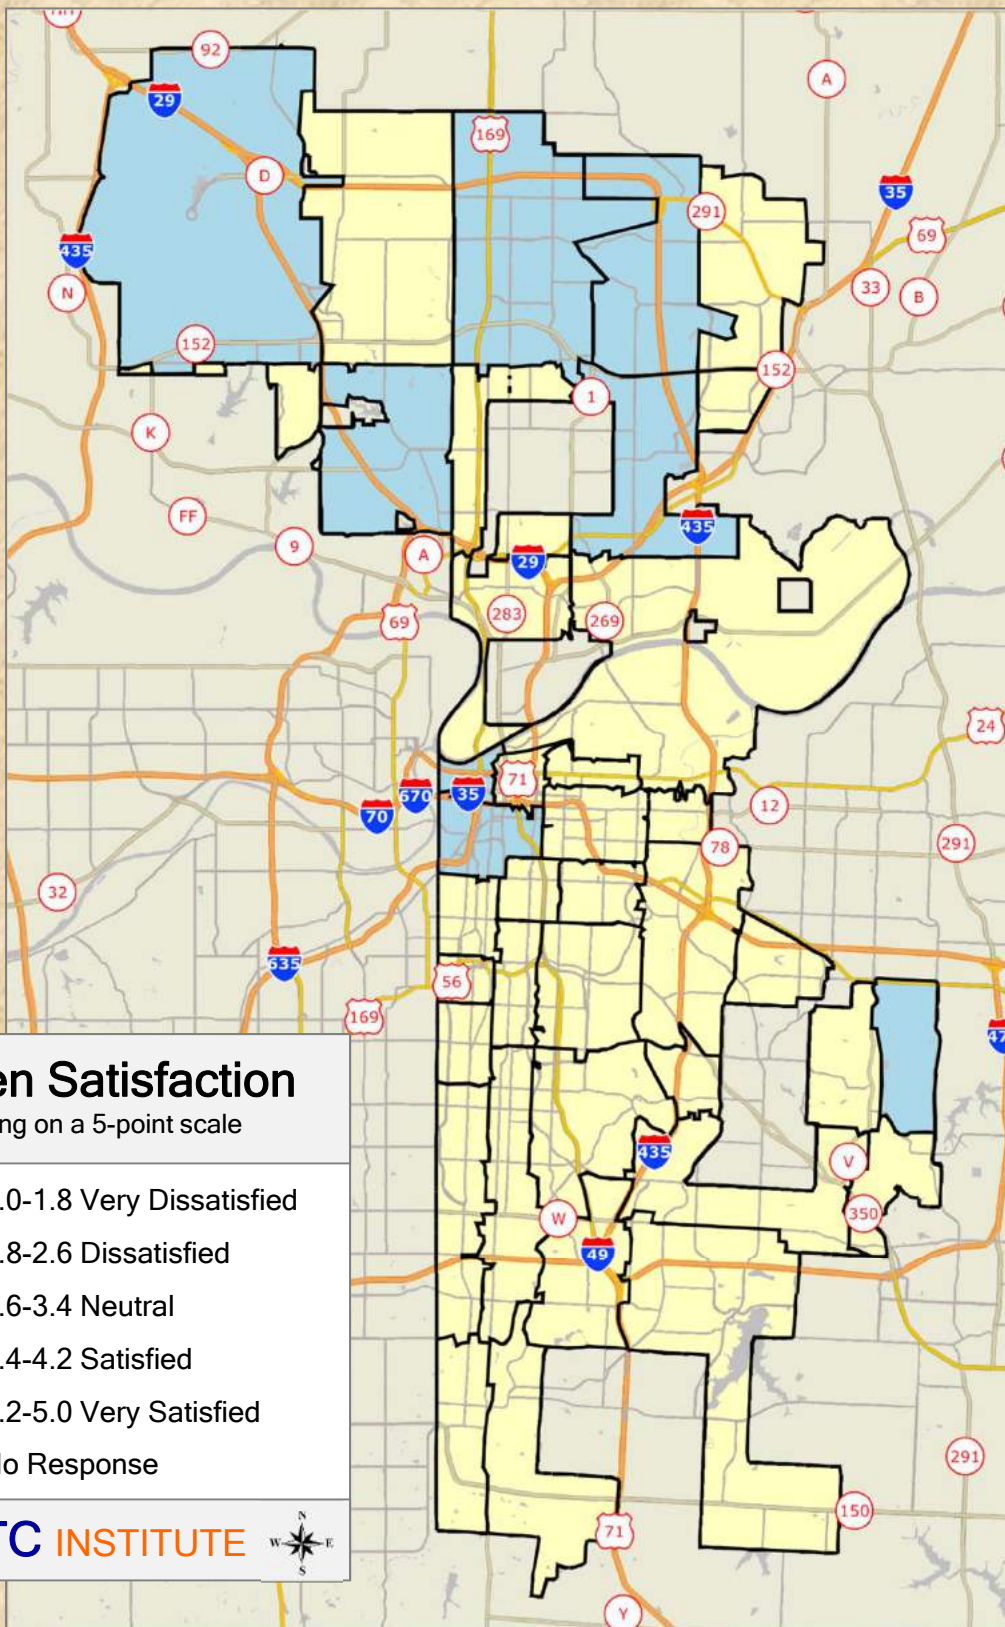 92
29
169
A
D
291
35
69
435
N
33
B
152
152
1
K
FF
9
A
435
29
283
269
69
24
71
670
35
70
12
78
291
32
635
56
169
en Satisfaction
ng on a 5-point scale
.0-1.8 Very Dissatisfied
.8-2.6 Dissatisfied
.6-3.4 Neutral
.4-4.2 Satisfied
.2-5.0 Very Satisfied
o Response
TC INSTITUTE
N
W E
S
47
435
V
350
W
49
291
150
71
Y